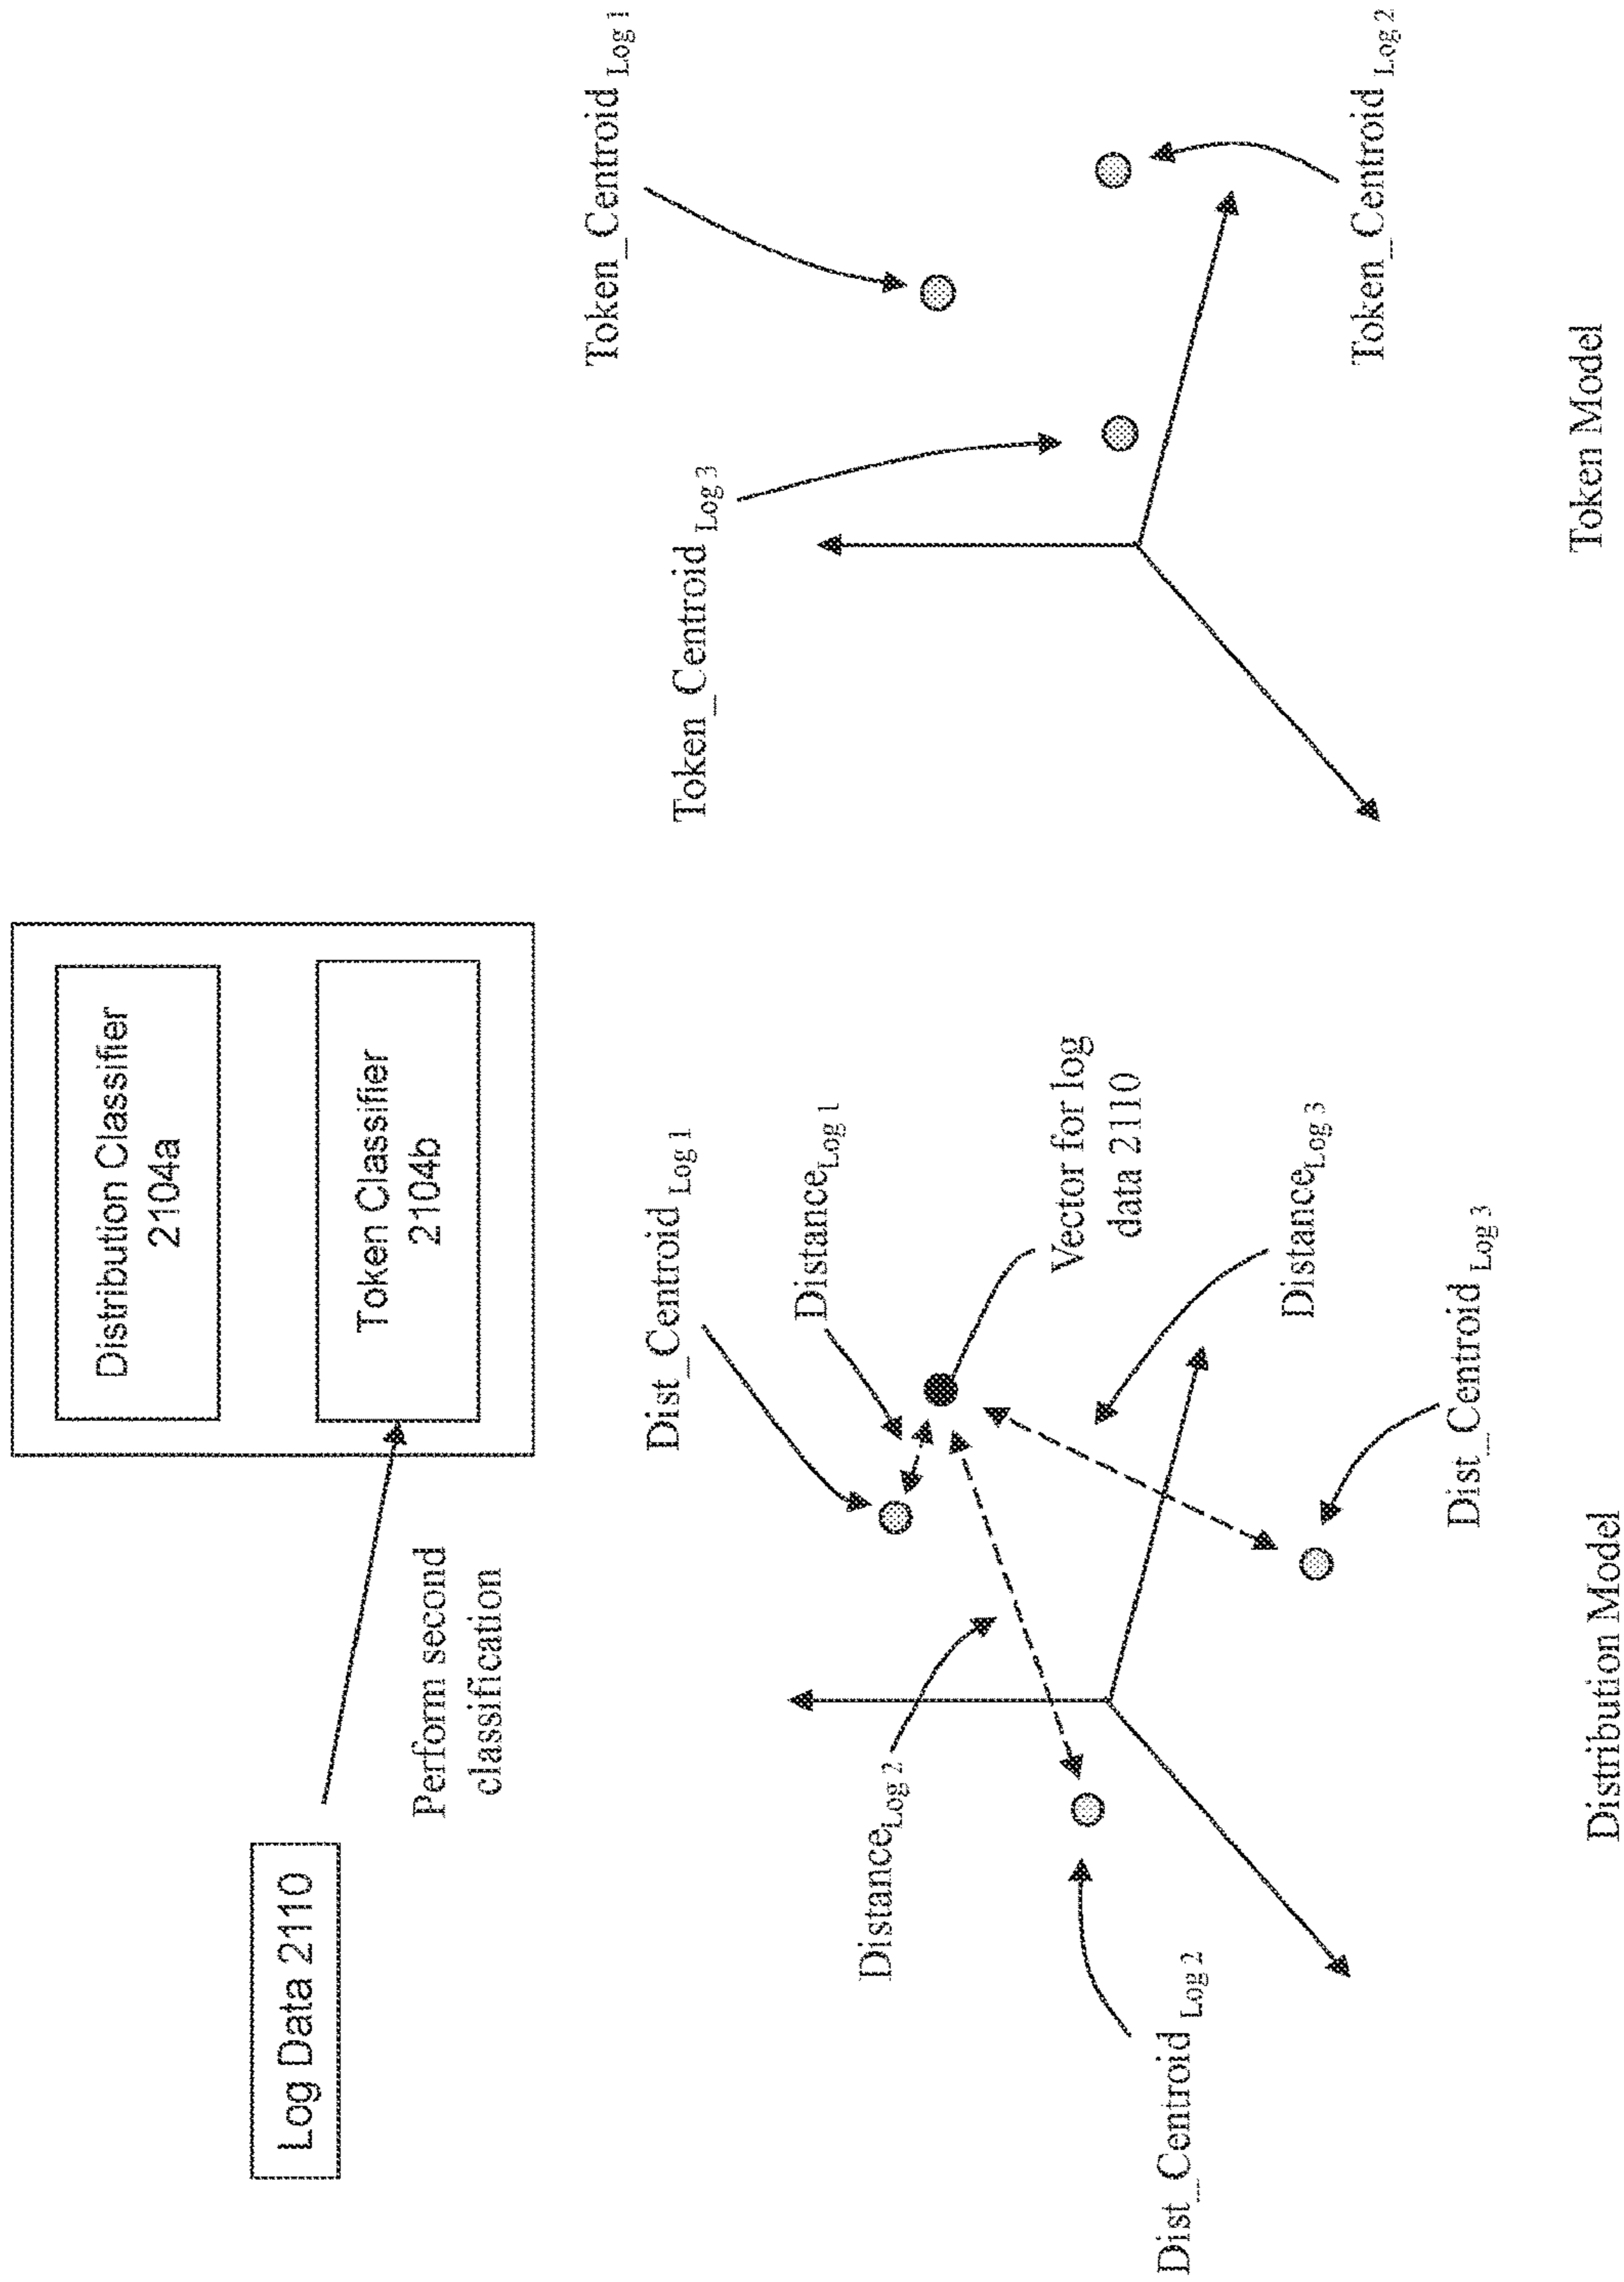 Log Data 2110
Perform second
classification
Distribution Classifier
2104a
Token Classifier
2104b
Dist_Centroid Log 1
Distance Log 1
Vector for log
data 2110
Distance Log 2
Distance Log 3
Dist_Centroid Log 2
Dist_Centroid Log 3
Distribution Model
Token_Centroid Log 1
Token_Centroid Log 3
Token_Centroid Log 2
Token Model